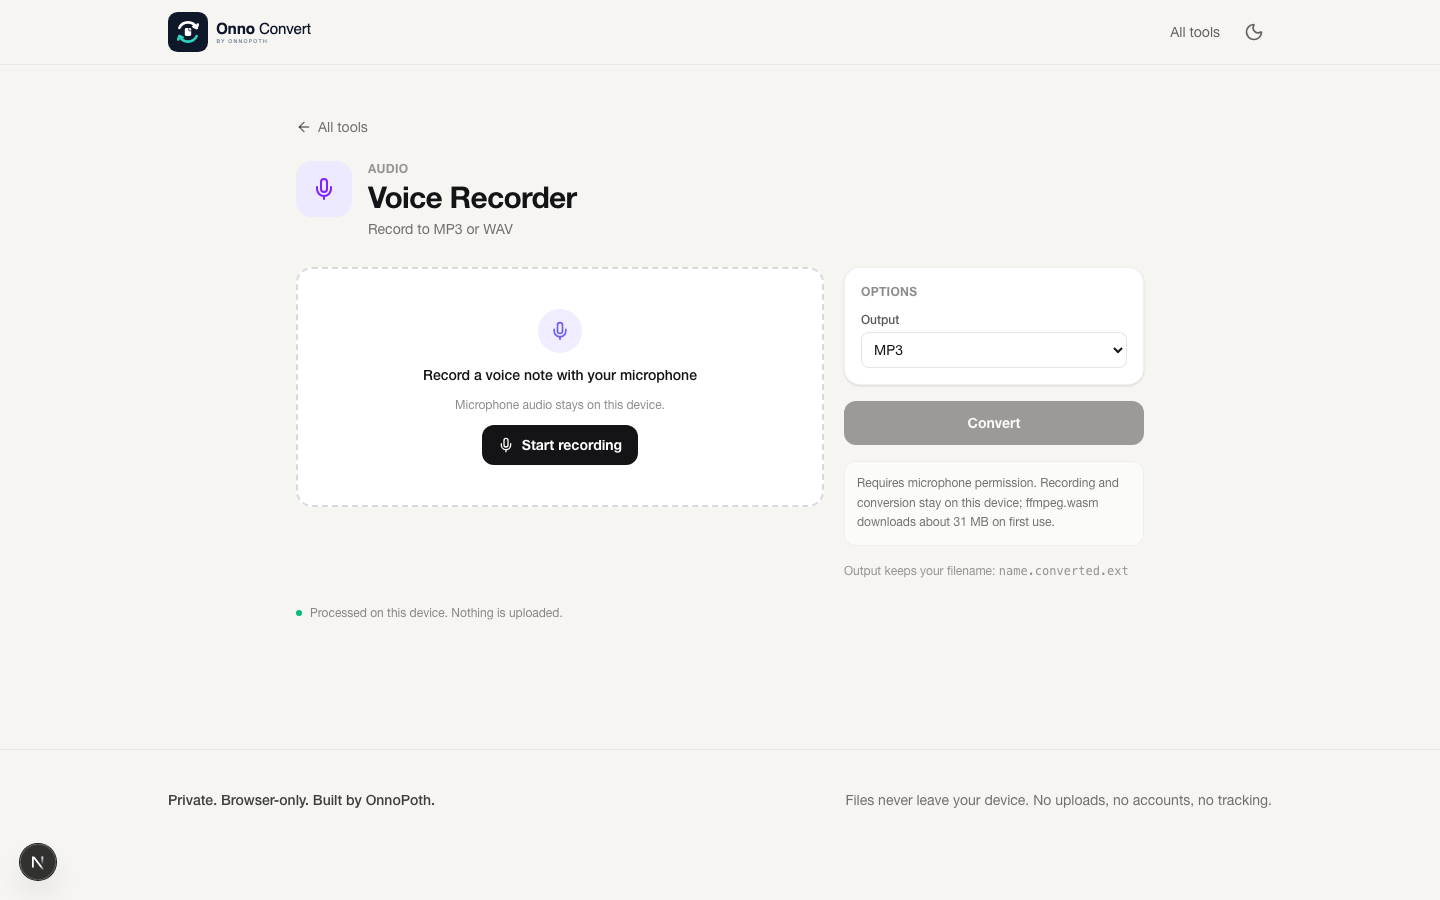 Onno Convert
BY ONNOPOTH
All tools
All tools
AUDIO
Voice Recorder
Record to MP3 or WAV
Record a voice note with your microphone
Microphone audio stays on this device.
Start recording
OPTIONS
Output
MP3
Convert
Requires microphone permission. Recording and
conversion stay on this device; ffmpeg.wasm
downloads about 31 MB on first use.
Output keeps your filename: name.converted.ext
Processed on this device. Nothing is uploaded.
Private. Browser-only. Built by OnnoPoth.
Files never leave your device. No uploads, no accounts, no tracking.
N